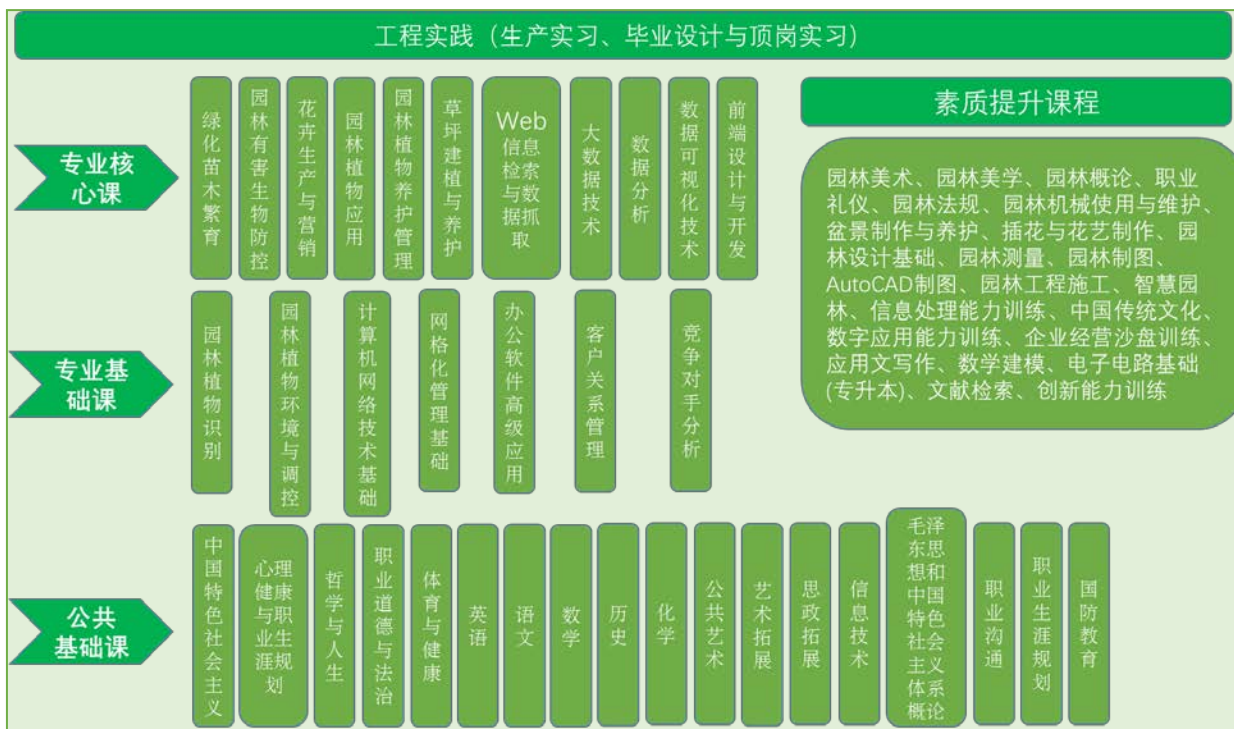 工程实践（生产实习、毕业设计与顶岗实习）
专业核
心课
绿化苗木繁育
园林有害生物防控
花卉生产与营销
园林植物应用
园林植物养护管理
草坪建植与养护
Web
信息
检索
与数
据抓
取
大数据技术
数据分析
数据可视化技术
前端设计与开发
素质提升课程
园林美术、园林美学、园林概论、职业
礼仪、园林法规、园林机械使用与维护、
盆景制作与养护、插花与花艺制作、园
林设计基础、园林测量、园林制图、
AutoCAD制图、园林工程施工、智慧园
林、信息处理能力训练、中国传统文化、
数字应用能力训练、企业经营沙盘训练、
应用文写作、数学建模、电子电路基础
(专升本)、文献检索、创新能力训练
专业基
础课
园林植物识别
园林植物环境与调控
计算机网络技术基础
网格化管理基础
办公软件高级应用
客户关系管理
竞争对手分析
公共
基础课
中国特色社会主义
心理
健康
与职
业生
涯规
划
哲学与人生
职业道德与法治
体育与健康
英语
语文
数学
历史
化学
公共艺术
艺术拓展
思政拓展
信息技术
毛泽
东思
想和
中国
特色
社会
主义
体系
概论
职业沟通
职业生涯规划
国防教育